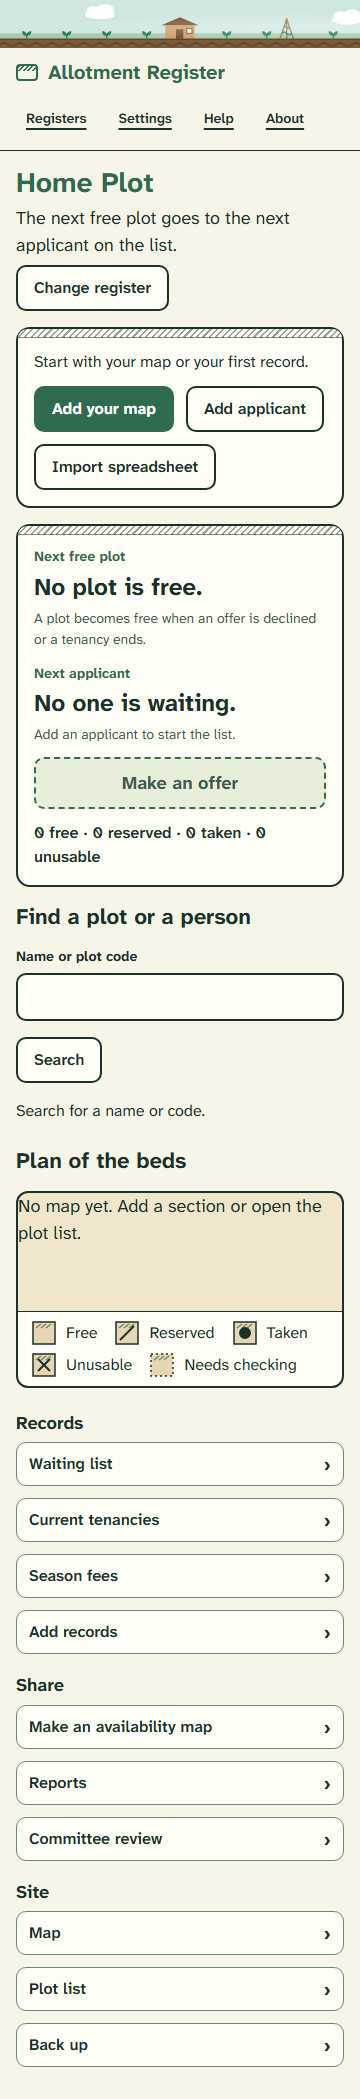 Allotment Register
Registers Settings Help About
Home Plot
The next free plot goes to the next
applicant on the list.
Change register
Start with your map or your first record.
Add your map Add applicant
Import spreadsheet
Next free plot
No plot is free.
A plot becomes free when an offer is declined
or a tenancy ends.
Next applicant
No one is waiting.
Add an applicant to start the list.
Make an offer
0 free · 0 reserved · 0 taken · 0
unusable
Find a plot or a person
Name or plot code
Search
Search for a name or code.
Plan of the beds
No map yet. Add a section or open the
plot list.
Free Reserved Taken
Unusable Needs checking
Records
Waiting list ›
Current tenancies ›
Season fees ›
Add records ›
Share
Make an availability map ›
Reports ›
Committee review ›
Site
Map ›
Plot list ›
Back up ›